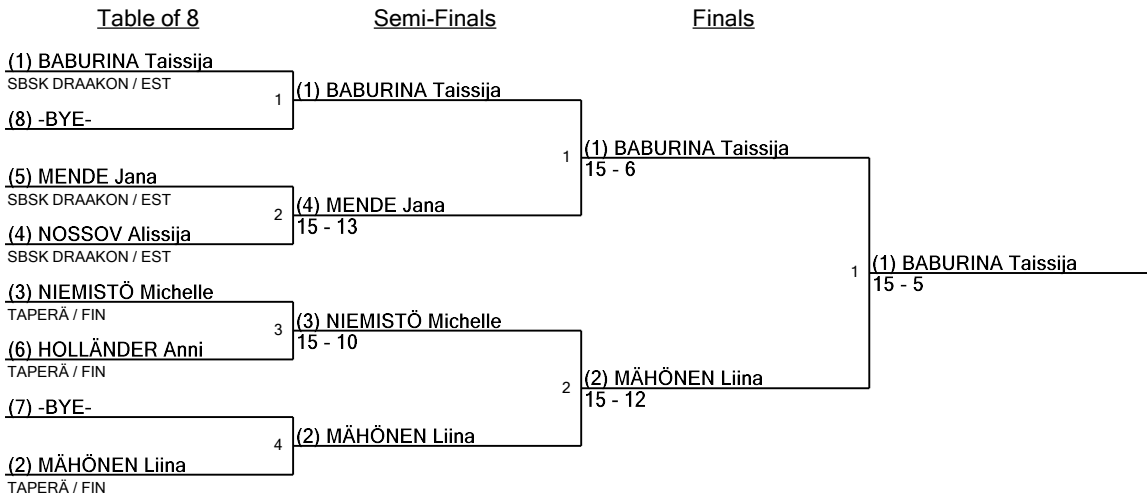 Table of 8
Semi-Finals
Finals
(1) BABURINA Taissija
SBSK DRAAKON / EST
1
(8) -BYE-
(5) MENDE Jana
SBSK DRAAKON / EST
2
(4) NOSSOV Alissija
SBSK DRAAKON / EST
(3) NIEMISTÖ Michelle
TAPERÄ / FIN
3
(6) HOLLÄNDER Anni
TAPERÄ / FIN
(7) -BYE-
4
(2) MÄHÖNEN Liina
TAPERÄ / FIN
(1) BABURINA Taissija
1
(4) MENDE Jana
15 - 13
(3) NIEMISTÖ Michelle
15 - 10
2
(2) MÄHÖNEN Liina
(1) BABURINA Taissija
15 - 6
1
(2) MÄHÖNEN Liina
15 - 12
(1) BABURINA Taissija
15 - 5